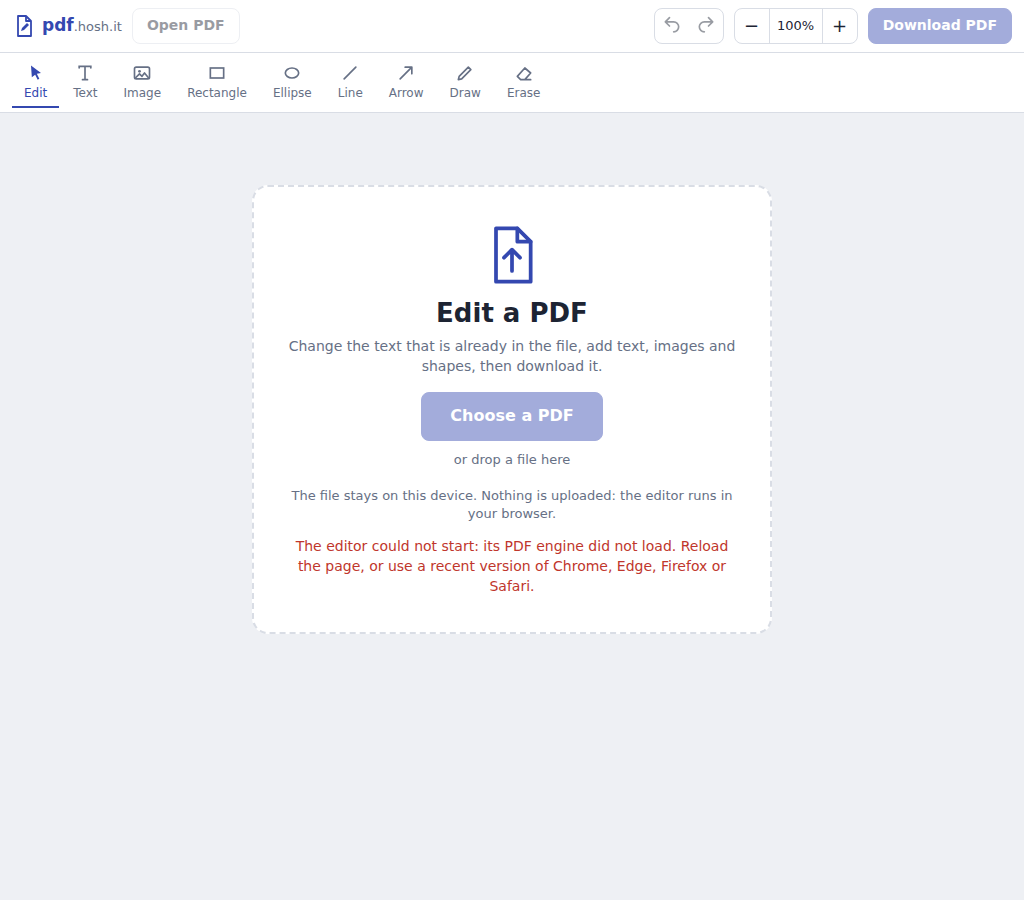 pdf.hosh.it Open PDF 100% Download PDF
Edit Text Image Rectangle Ellipse Line Arrow Draw Erase
Edit a PDF
Change the text that is already in the file, add text, images and
shapes, then download it.
Choose a PDF
or drop a file here
The file stays on this device. Nothing is uploaded: the editor runs in
your browser.
The editor could not start: its PDF engine did not load. Reload
the page, or use a recent version of Chrome, Edge, Firefox or
Safari.